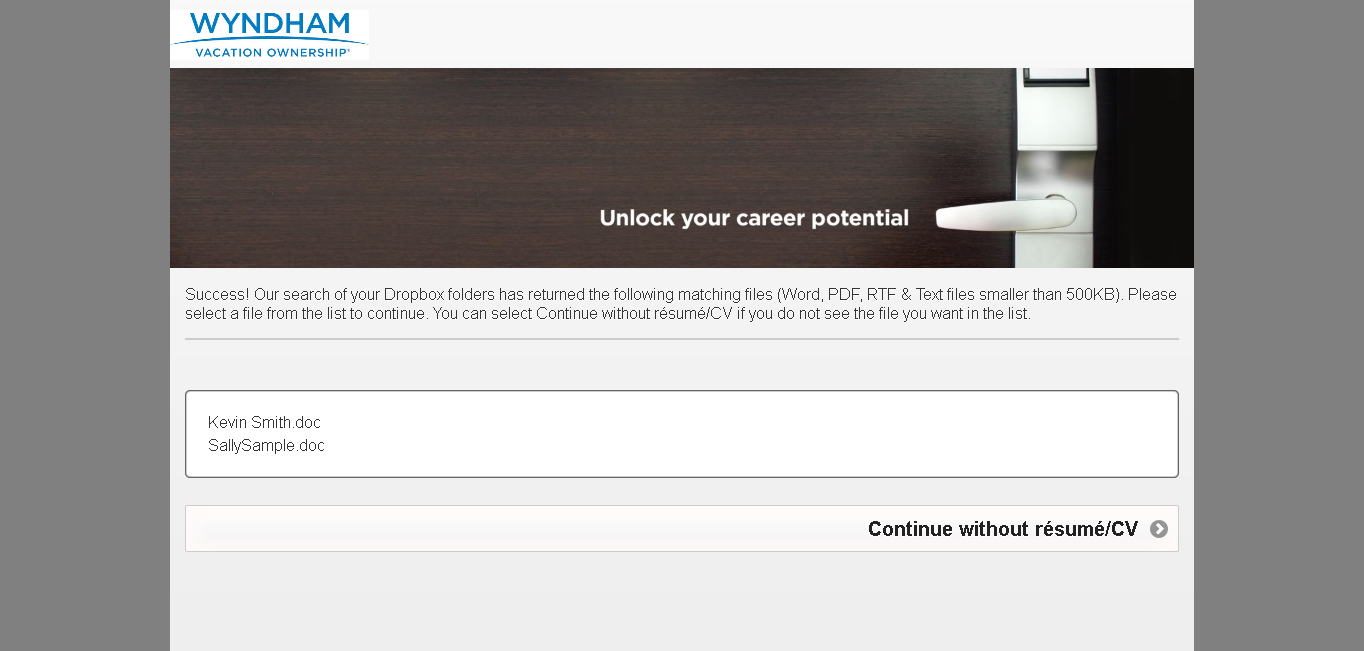 WYNDHAM
VACATION OWNERSHIP®
Unlock your career potential
Success! Our search of your Dropbox folders has returned the following matching files (Word, PDF, RTF & Text files smaller than 500KB). Please
select a file from the list to continue. You can select Continue without résumé/CV if you do not see the file you want in the list.
Kevin Smith.doc
SallySample.doc
Continue without résumé/CV